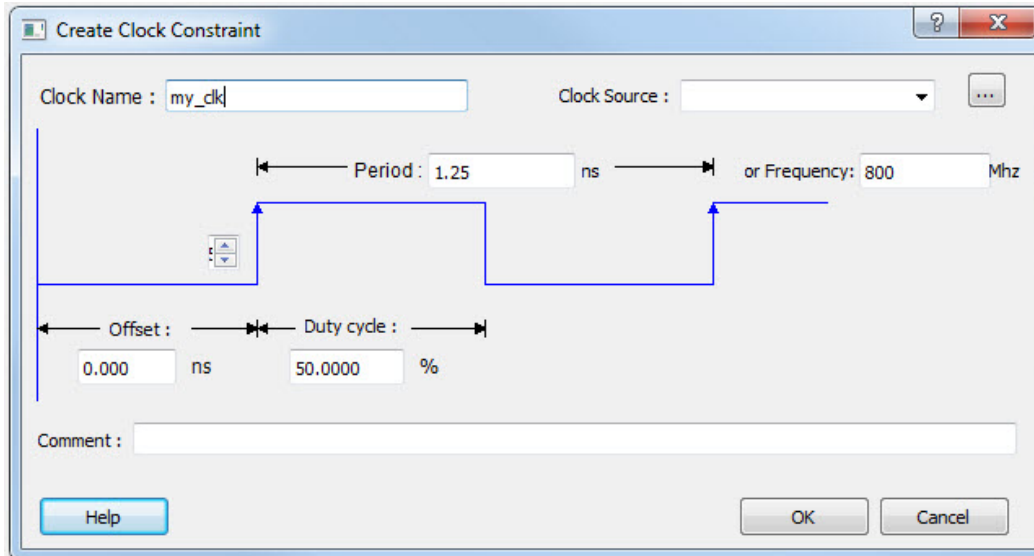 Create Clock Constraint
Clock Name : my_clk Clock Source : ...
Period : 1.25 ns or Frequency: 800 Mhz
Offset : Duty cycle :
0.000 ns 50.0000 %
Comment :
Help OK Cancel